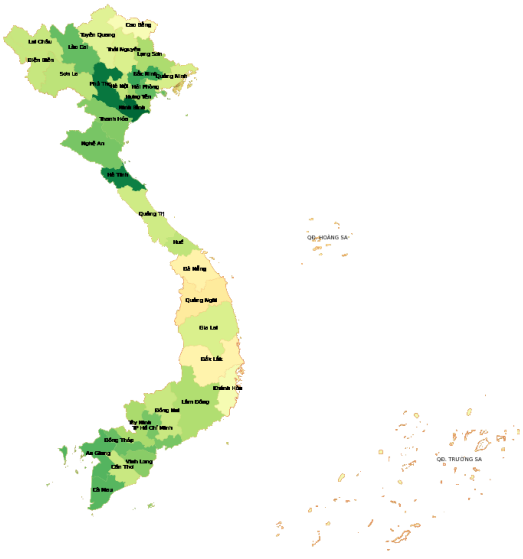 Cao Bằng
Tuyên Quang
Lai Châu
Lào Cai
Thái Nguyên
Lạng Sơn
Điện Biên
Sơn La
Bắc Ninh
Quảng Ninh
Phú Thọ
Hà Nội
Hải Phòng
Hưng Yên
Ninh Bình
Thanh Hóa
Nghệ An
Hà Tĩnh
Quảng Trị
Huế
QĐ. HOÀNG SA
Đà Nẵng
Quảng Ngãi
Gia Lai
Đắk Lắk
Khánh Hòa
Lâm Đồng
Đồng Nai
Tây Ninh
TP Hồ Chí Minh
Đồng Tháp
An Giang
Vĩnh Long
Cần Thơ
QĐ. TRƯỜNG SA
Cà Mau